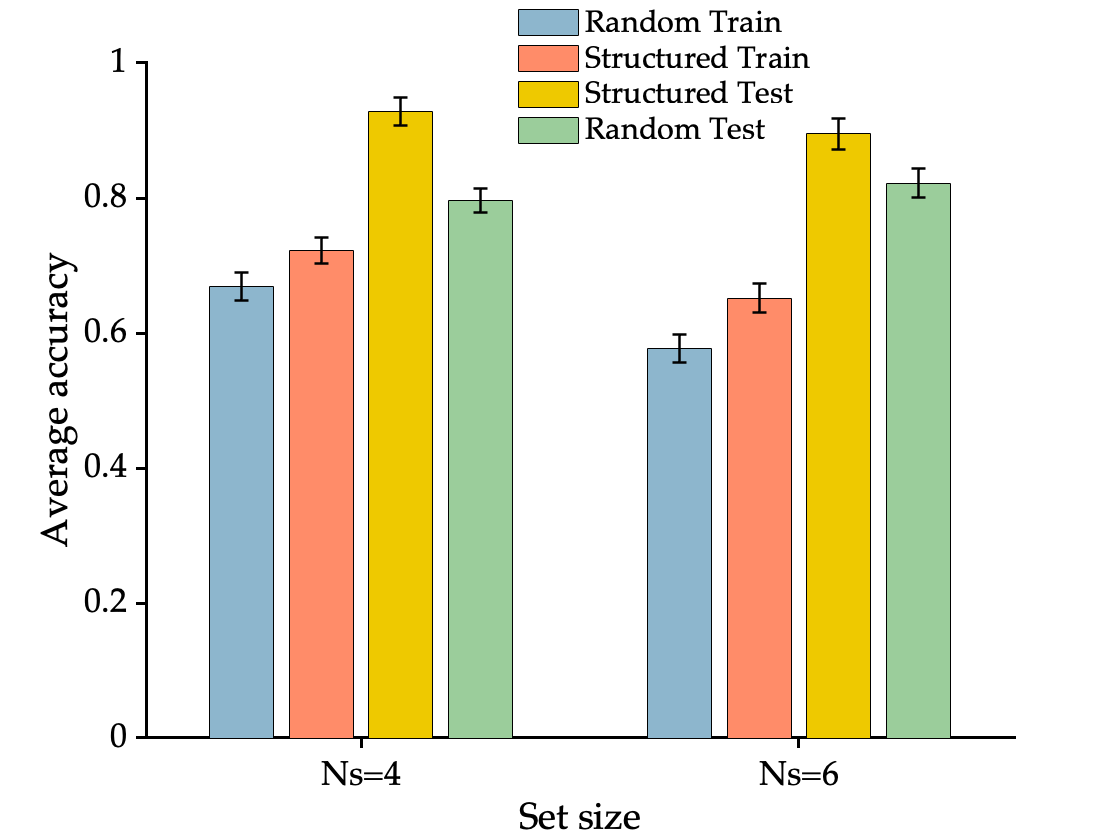 Random Train
Structured Train
Structured Test
Random Test
1
0.8
0.6
0.4
0.2
0
Average accuracy
Ns=4
Ns=6
Set size